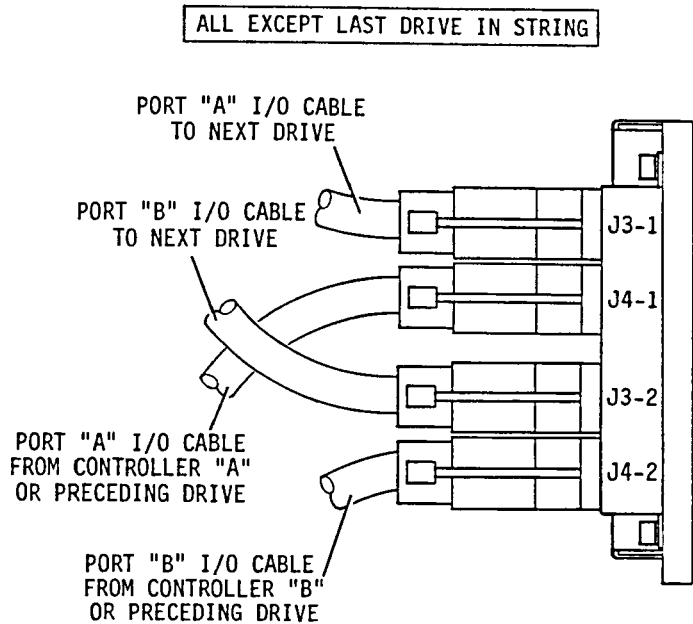 ALL EXCEPT LAST DRIVE IN STRING
PORT "A" I/O CABLE
TO NEXT DRIVE
PORT "B" I/O CABLE
TO NEXT DRIVE
J3-1
J4-1
J3-2
J4-2
PORT "A" I/O CABLE
FROM CONTROLLER "A"
OR PRECEDING DRIVE
PORT "B" I/O CABLE
FROM CONTROLLER "B"
OR PRECEDING DRIVE